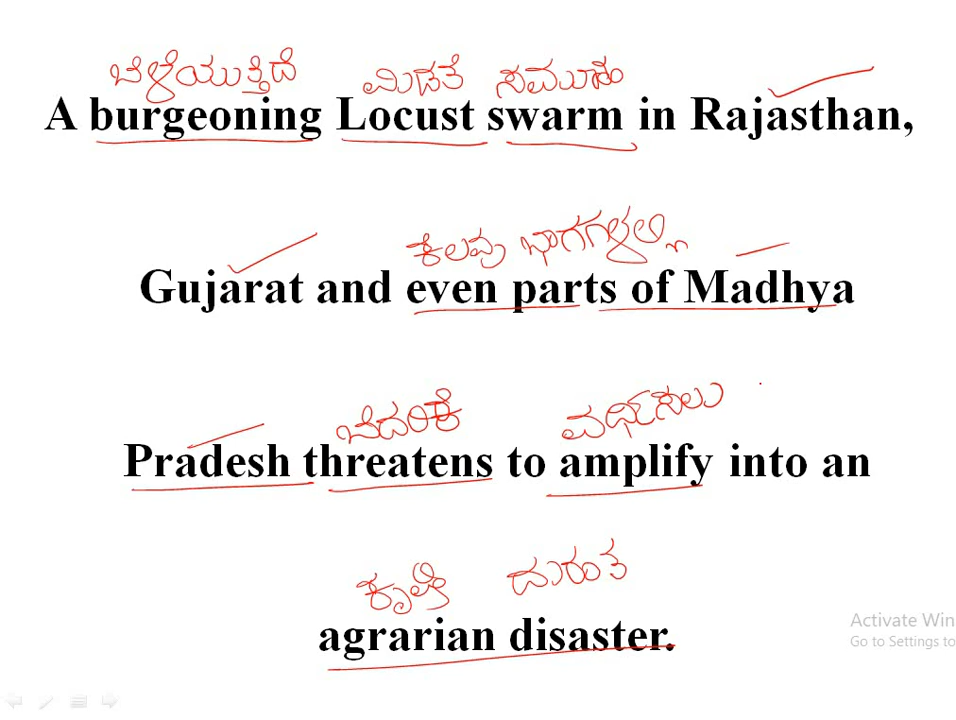 ಬೆಳೆಯುತ್ತಿದೆ ಮಿಡತೆ ಸಮೂಹ
A burgeoning Locust swarm in Rajasthan,
ಕೆಲವು ಭಾಗಗಳಲ್ಲಿ
Gujarat and even parts of Madhya
ಬೆದರಿಕೆ ವರ್ಧಿಸಲು
Pradesh threatens to amplify into an
ಕೃಷಿ ದುರಂತ
agrarian disaster.
Activate Win
Go to Settings to